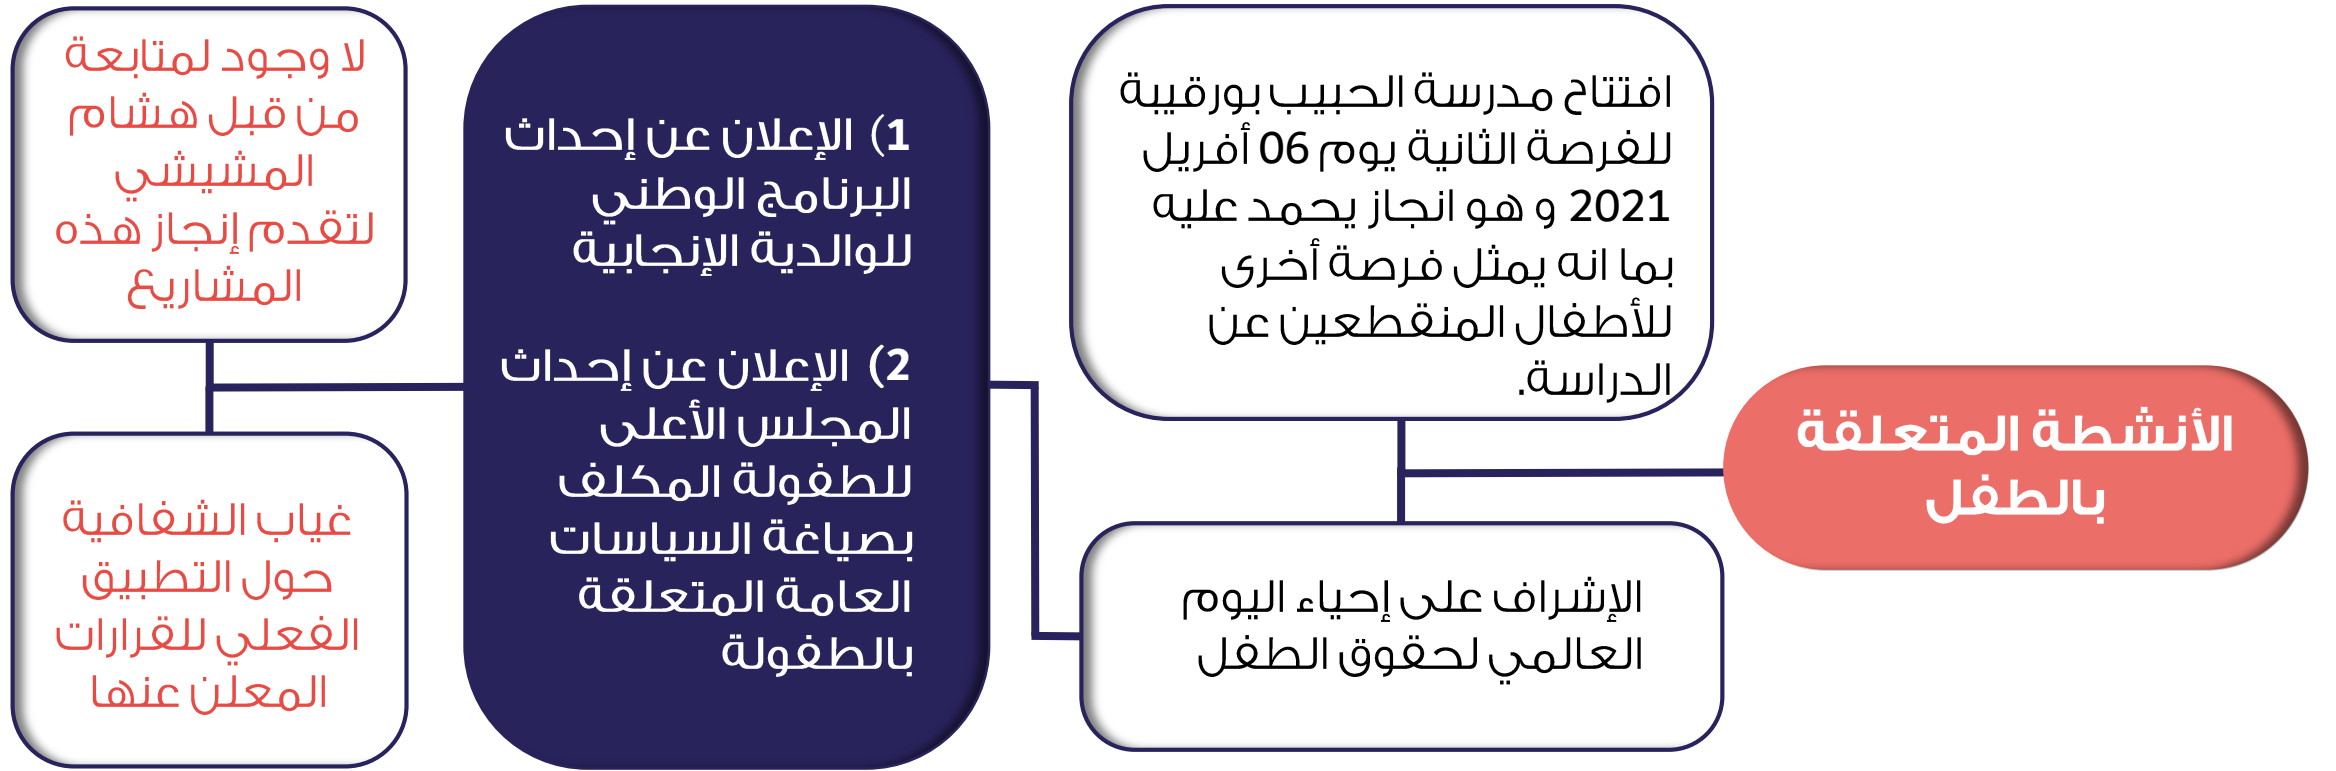 الأنشطة المتعلقة
بالطفل
افتتاح مدرسة الحبيب بورقيبة
للفرصة الثانية يوم 06 أفريل
2021 و هو انجاز يحمد عليه
بما انه يمثل فرصة أخرى
للأطفال المنقطعين عن
الدراسة.
الإشراف على إحياء اليوم
العالمي لحقوق الطفل
1) الإعلان عن إحداث
البرنامج الوطني
للوالدية الإنجابية
2) الإعلان عن إحداث
المجلس الأعلى
للطفولة المكلف
بصياغة السياسات
العامة المتعلقة
بالطفولة
لا وجود لمتابعة
من قبل هشام
المشيشي
لتقدم إنجاز هذه
المشاريع
غياب الشفافية
حول التطبيق
الفعلي للقرارات
المعلن عنها